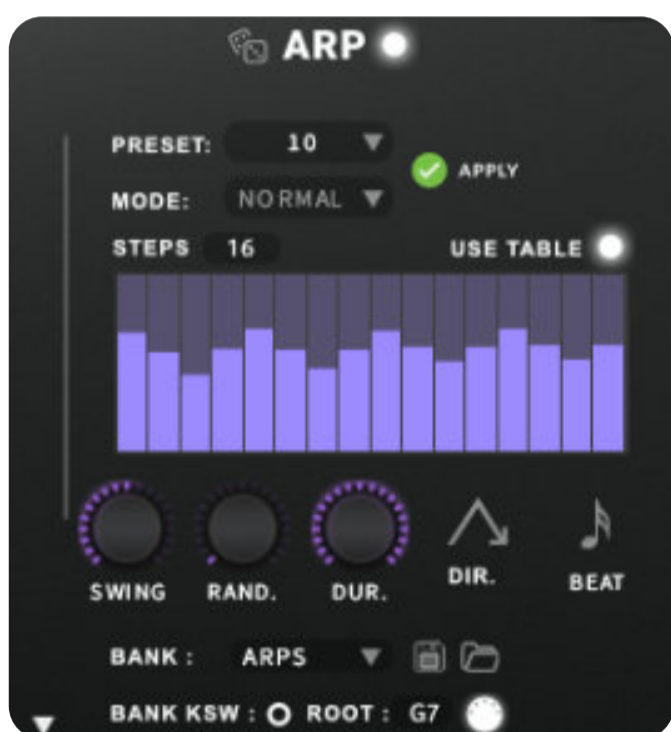 ARP
PRESET: 10
APPLY
MODE: NORMAL
STEPS 16 USE TABLE
SWING RAND. DUR. DIR. BEAT
BANK : ARPS
BANK KSW : ROOT : G7